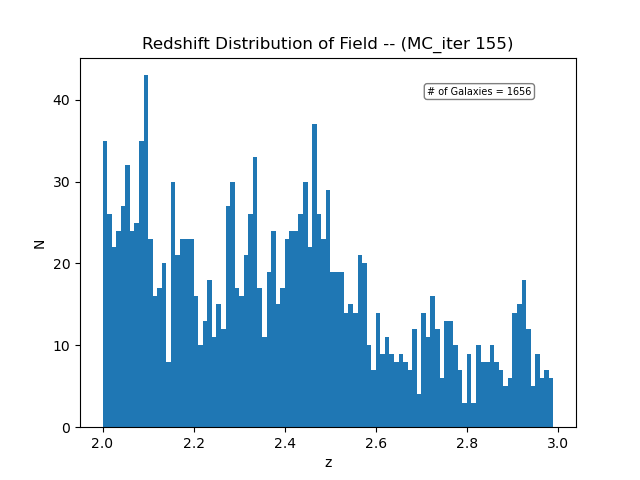 Redshift Distribution of Field -- (MC_iter 155)
# of Galaxies = 1656
40
30
20
10
0
N
2.0 2.2 2.4 2.6 2.8 3.0
z